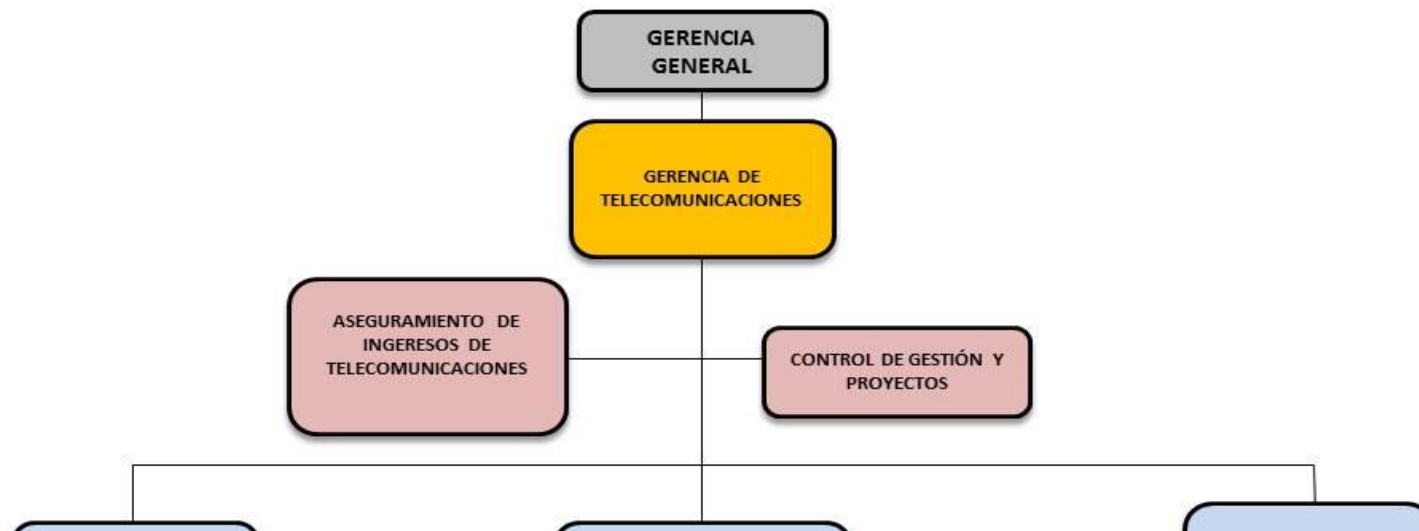 GERENCIA
GENERAL
GERENCIA DE
TELECOMUNICACIONES
ASEGURAMIENTO DE
INGERESOS DE
TELECOMUNICACIONES
CONTROL DE GESTIÓN Y
PROYECTOS